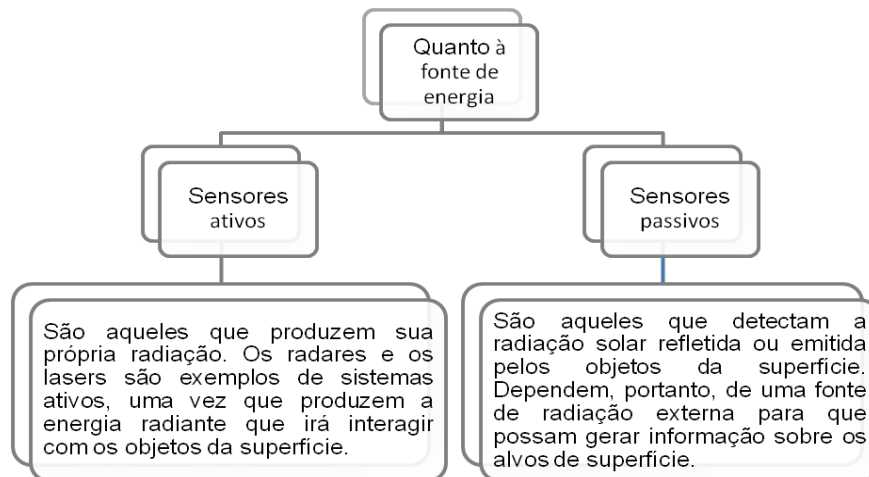 Quanto à
fonte de
energia
Sensores
ativos
Sensores
passivos
São aqueles que produzem sua
própria radiação. Os radares e os
lasers são exemplos de sistemas
ativos, uma vez que produzem a
energia radiante que irá interagir
com os objetos da superfície.
São aqueles que detectam a
radiação solar refletida ou emitida
pelos objetos da superfície.
Dependem, portanto, de uma fonte
de radiação externa para que
possam gerar informação sobre os
alvos de superfície.